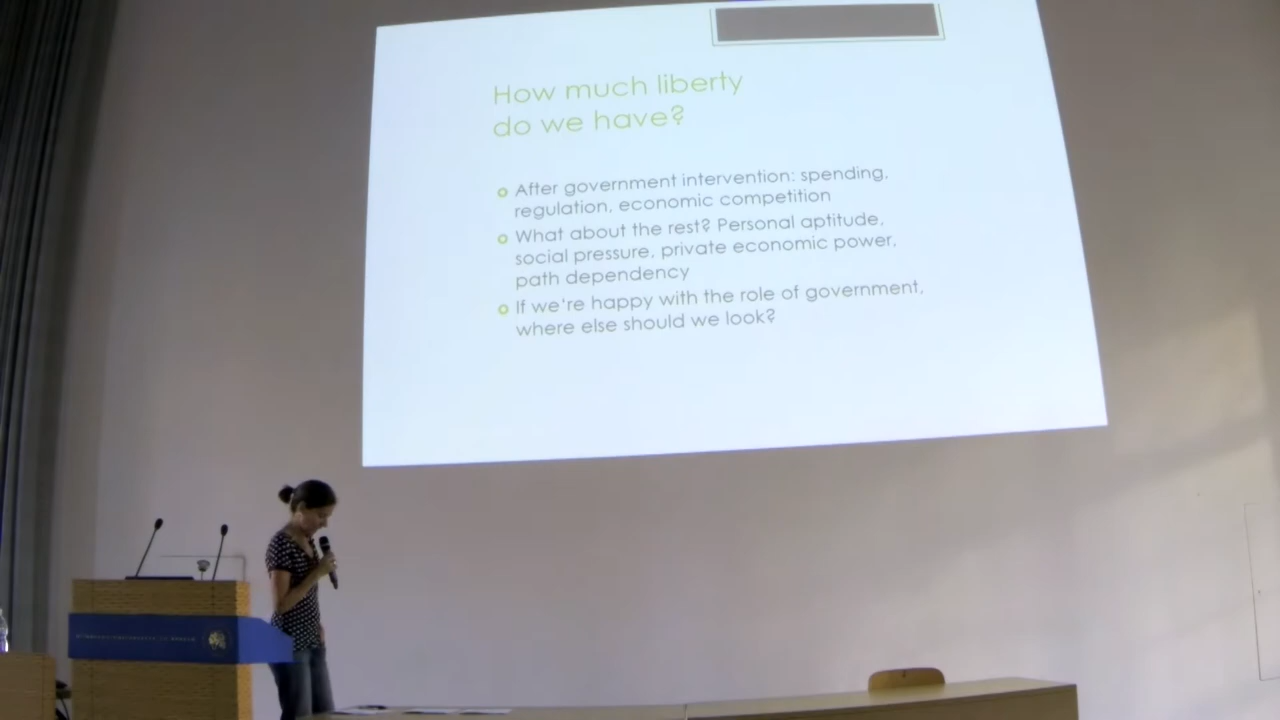 How much liberty
do we have?
After government intervention: spending,
regulation, economic competition
What about the rest? Personal aptitude,
social pressure, private economic power,
path dependency
If we're happy with the role of government,
where else should we look?